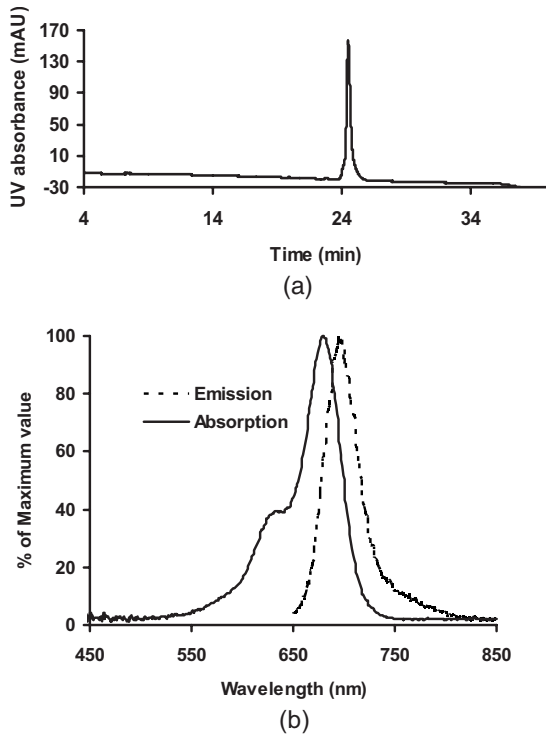 UV absorbance (mAU)
170
130
90
50
10
-30
4 14 24 34
Time (min)
(a)
% of Maximum value
100
80
60
40
20
0
Emission
Absorption
450 550 650 750 850
Wavelength (nm)
(b)